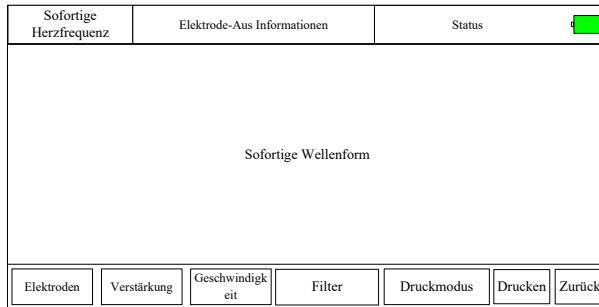 Sofortige
Herzfrequenz
Elektrode-Aus Informationen
Status
Sofortige Wellenform
Elektroden
Verstärkung
Geschwindigk
eit
Filter
Druckmodus
Drucken
Zurück